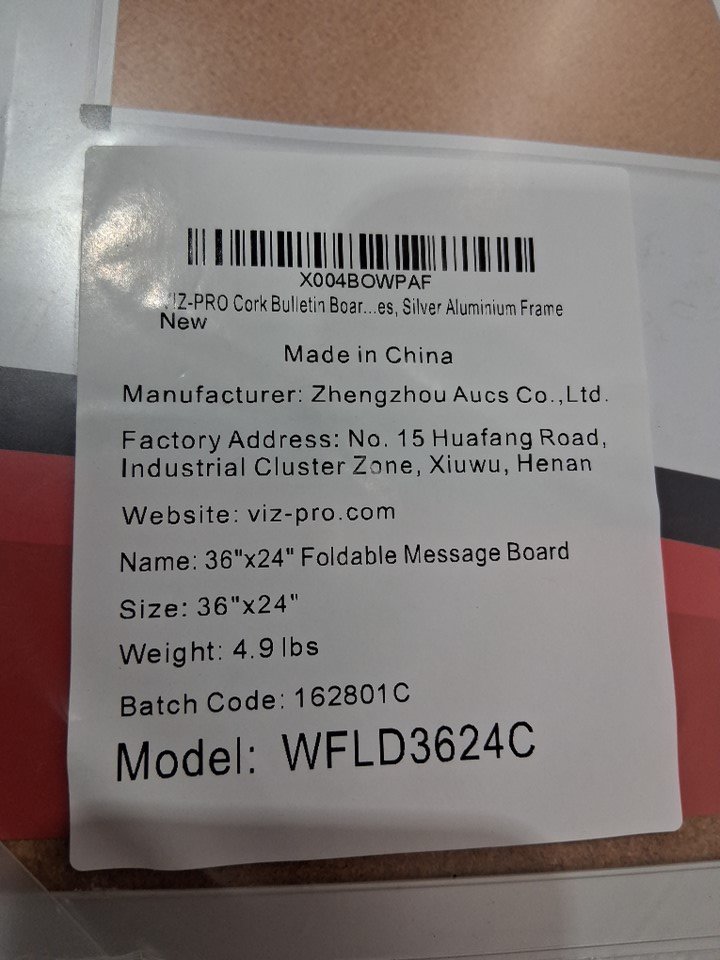 X004BOWPAF
VIZ-PRO Cork Bulletin Boar...es, Silver Aluminium Frame
New
Made in China
Manufacturer: Zhengzhou Aucs Co.,Ltd.
Factory Address: No. 15 Huafang Road,
Industrial Cluster Zone, Xiuwu, Henan
Website: viz-pro.com
Name: 36"x24" Foldable Message Board
Size: 36"x24"
Weight: 4.9 lbs
Batch Code: 162801C
Model: WFLD3624C